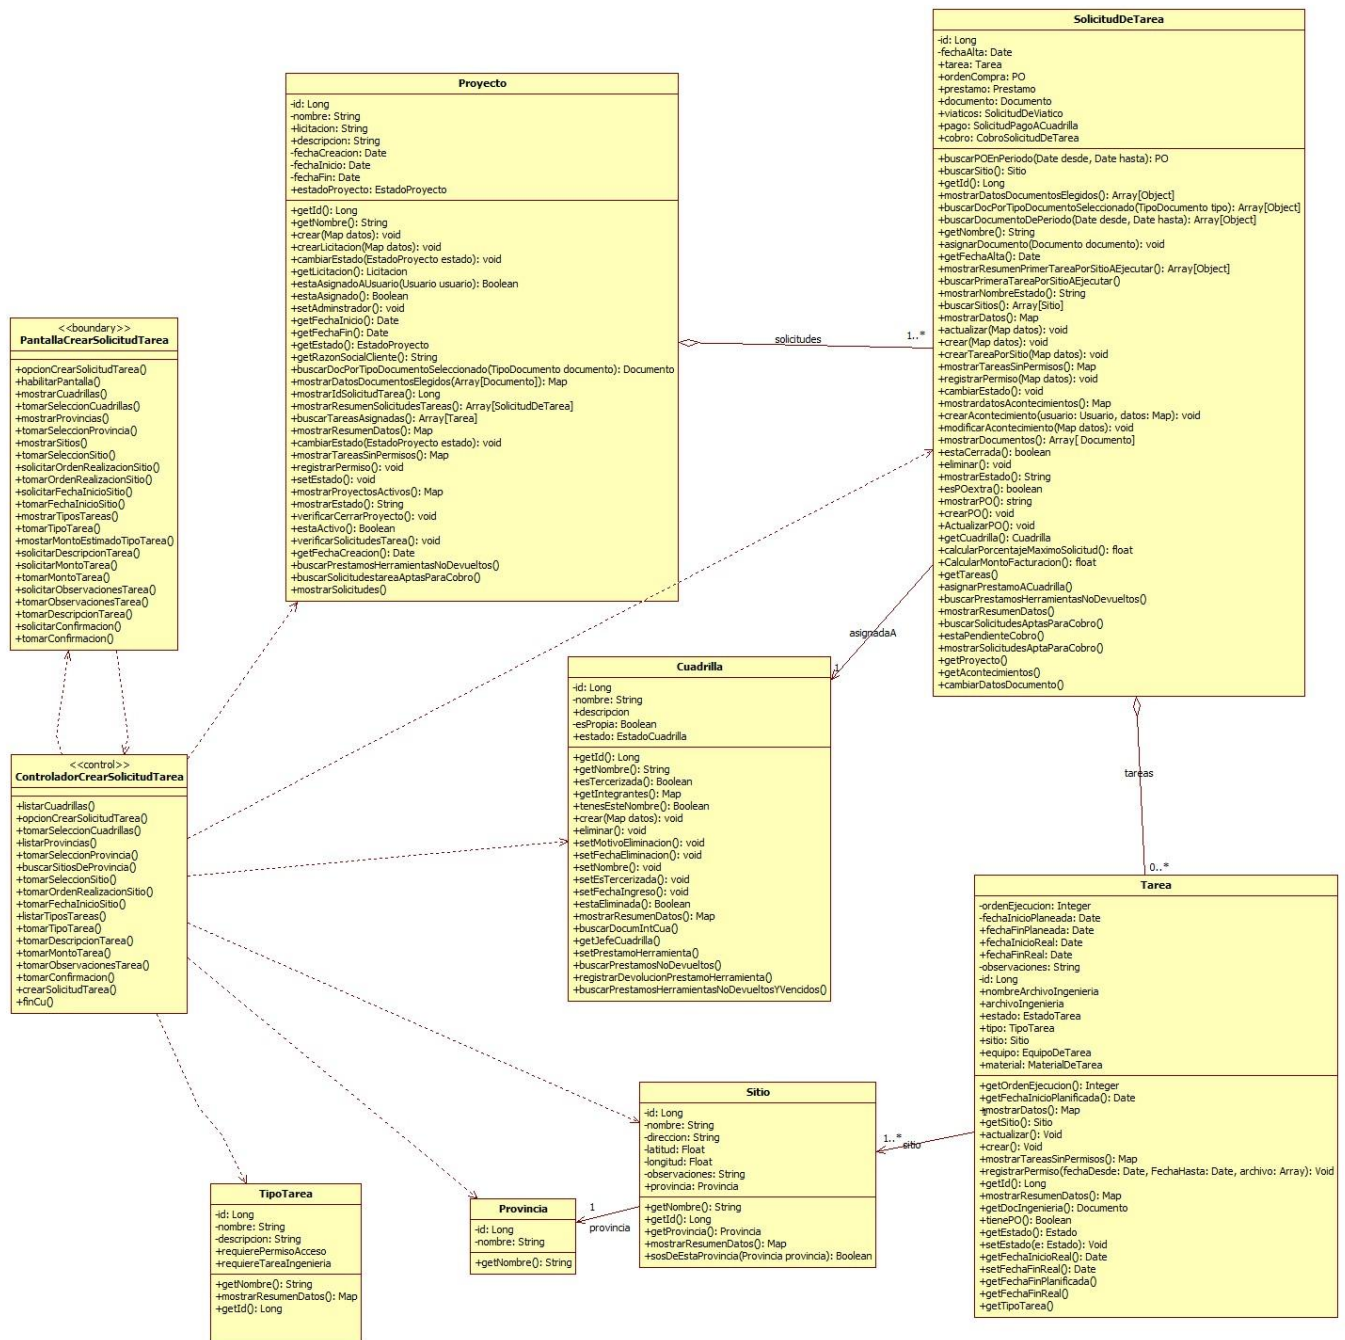 SolicitudDeTarea
-id: Long
-fechaAlta: Date
+tarea: Tarea
+ordenCompra: PO
+prestamo: Prestamo
+documento: Documento
+viaticos: SolicitudDeViatico
+pago: SolicitudPagoACuadrilla
+cobro: CobroSolicitudDeTarea
+buscarPOEnPeriodo(Date desde, Date hasta): PO
+buscarSitio(): Sitio
+getId(): Long
+mostrarDatosDocumentosElegidos(): Array[Object]
+buscarDocPorTipoDocumentoSeleccionado(TipoDocumento tipo): Array[Object]
+buscarDocumentoDePeriodo(Date desde, Date hasta): Array[Object]
+getNombre(): String
+asignarDocumento(Documento documento): void
+getFechaAlta(): Date
+mostrarResumenPrimerTareaPorSitioAEjecutar(): Array[Object]
+buscarPrimeraTareaPorSitioAEjecutar()
+mostrarNombreEstado(): String
+buscarSitios(): Array[Sitio]
+mostrarDatos(): Map
+actualizar(Map datos): void
+crear(Map datos): void
+crearTareaPorSitio(Map datos): void
+mostrarTareasSinPermisos(): Map
+registrarPermiso(Map datos): void
+cambiarEstado(): void
+mostrardatosAcontecimientos(): Map
+crearAcontecimiento(usuario: Usuario, datos: Map): void
+modificarAcontecimiento(Map datos): void
+mostrarDocumentos(): Array[ Documento]
+estaCerrada(): boolean
+eliminar(): void
+mostrarEstado(): String
+esPOextra(): boolean
+mostrarPO(): string
+crearPO(): void
+ActualizarPO(): void
+getCuadrilla(): Cuadrilla
+calcularPorcentajeMaximoSolicitud(): float
+CalcularMontoFacturacion(): float
+getTareas()
+asignarPrestamoACuadrilla()
+buscarPrestamosHerramientasNoDevueltos()
+mostrarResumenDatos()
+buscarSolicitudesAptasParaCobro()
+estaPendienteCobro()
+mostrarSolicitudesAptaParaCobro()
+getProyecto()
+getAcontecimientos()
+cambiarDatosDocumento()
Proyecto
-id: Long
-nombre: String
+licitacion: String
+descripcion: String
-fechaCreacion: Date
-fechaInicio: Date
-fechaFin: Date
+estadoProyecto: EstadoProyecto
+getId(): Long
+getNombre(): String
+crear(Map datos): void
+crearLicitacion(Map datos): void
+cambiarEstado(EstadoProyecto estado): void
+getLicitacion(): Licitacion
+estaAsignadoAUsuario(Usuario usuario): Boolean
+estaAsignado(): Boolean
+setAdminstrador(): void
+getFechaInicio(): Date
+getFechaFin(): Date
+getEstado(): EstadoProyecto
+getRazonSocialCliente(): String
+buscarDocPorTipoDocumentoSeleccionado(TipoDocumento documento): Documento
+mostrarDatosDocumentosElegidos(Array[Documento]): Map
+mostrarIdSolicitudTarea(): Long
+mostrarResumenSolicitudesTareas(): Array[SolicitudDeTarea]
+buscarTareasAsignadas(): Array[Tarea]
+mostrarResumenDatos(): Map
+cambiarEstado(EstadoProyecto estado): void
+mostrarTareasSinPermisos(): Map
+registrarPermiso(): void
+setEstado(): void
+mostrarProyectosActivos(): Map
+mostrarEstado(): String
+verificarCerrarProyecto(): void
+estaActivo(): Boolean
+verificarSolicitudesTarea(): void
+getFechaCreacion(): Date
+buscarPrestamosHerramientasNoDevueltos()
+buscarSolicitudestareaAptasParaCobro()
+mostrarSolicitudes()
solicitudes
1..*
<<boundary>>
PantallaCrearSolicitudTarea
+opcionCrearSolicitudTarea()
+habilitarPantalla()
+mostrarCuadrillas()
+tomarSeleccionCuadrillas()
+mostrarProvincias()
+tomarSeleccionProvincia()
+mostrarSitios()
+tomarSeleccionSitio()
+solicitarOrdenRealizacionSitio()
+tomarOrdenRealizacionSitio()
+solicitarFechaInicioSitio()
+tomarFechaInicioSitio()
+mostrarTiposTareas()
+tomarTipoTarea()
+mostarMontoEstimadoTipoTarea()
+solicitarDescripcionTarea()
+solicitarMontoTarea()
+tomarMontoTarea()
+solicitarObservacionesTarea()
+tomarObservacionesTarea()
+tomarDescripcionTarea()
+solicitarConfirmacion()
+tomarConfirmacion()
asignadaA
1
Cuadrilla
-id: Long
-nombre: String
+descripcion
-esPropia: Boolean
+estado: EstadoCuadrilla
+getId(): Long
+getNombre(): String
+esTercerizada(): Boolean
+getIntegrantes(): Map
+tenesEsteNombre(): Boolean
+crear(Map datos): void
+eliminar(): void
+setMotivoEliminacion(): void
+setFechaEliminacion(): void
+setNombre(): void
+setEsTercerizada(): void
+setFechaIngreso(): void
+estaEliminada(): Boolean
+mostrarResumenDatos(): Map
+buscarDocumIntCua()
+getJefeCuadrilla()
+setPrestamoHerramienta()
+buscarPrestamosNoDevueltos()
+registrarDevolucionPrestamoHerramienta()
+buscarPrestamosHerramientasNoDevueltosYVencidos()
<<control>>
ControladorCrearSolicitudTarea
+listarCuadrillas()
+opcionCrearSolicitudTarea()
+tomarSeleccionCuadrillas()
+listarProvincias()
+tomarSeleccionProvincia()
+buscarSitiosDeProvincia()
+tomarSeleccionSitio()
+tomarOrdenRealizacionSitio()
+tomarFechaInicioSitio()
+listarTiposTareas()
+tomarTipoTarea()
+tomarDescripcionTarea()
+tomarMontoTarea()
+tomarObservacionesTarea()
+tomarConfirmacion()
+crearSolicitudTarea()
+finCu()
tareas
0..*
Tarea
-ordenEjecucion: Integer
-fechaInicioPlaneada: Date
+fechaFinPlaneada: Date
+fechaInicioReal: Date
+fechaFinReal: Date
-observaciones: String
-id: Long
+nombreArchivoIngenieria
+archivoIngenieria
+estado: EstadoTarea
+tipo: TipoTarea
+sitio: Sitio
+equipo: EquipoDeTarea
+material: MaterialDeTarea
+getOrdenEjecucion(): Integer
+getFechaInicioPlanificada(): Date
+mostrarDatos(): Map
+getSitio(): Sitio
+actualizar(): Void
+crear(): Void
+mostrarTareasSinPermisos(): Map
+registrarPermiso(fechaDesde: Date, FechaHasta: Date, archivo: Array): Void
+getId(): Long
+mostrarResumenDatos(): Map
+getDocIngenieria(): Documento
+tienePO(): Boolean
+getEstado(): Estado
+setEstado(e: Estado): Void
+getFechaInicioReal(): Date
+setFechaFinReal(): Date
+getFechaFinPlanificada()
+getFechaFinReal()
+getTipoTarea()
1..*
sitio
*
Sitio
-id: Long
-nombre: String
-direccion: String
-latitud: Float
-longitud: Float
-observaciones: String
+provincia: Provincia
+getNombre(): String
+getId(): Long
+getProvincia(): Provincia
+mostrarResumenDatos(): Map
+sosDeEstaProvincia(Provincia provincia): Boolean
1
provincia
Provincia
-id: Long
-nombre: String
+getNombre(): String
TipoTarea
-id: Long
-nombre: String
-descripcion: String
+requierePermisoAcceso
+requiereTareaIngenieria
+getNombre(): String
+mostrarResumenDatos(): Map
+getId(): Long